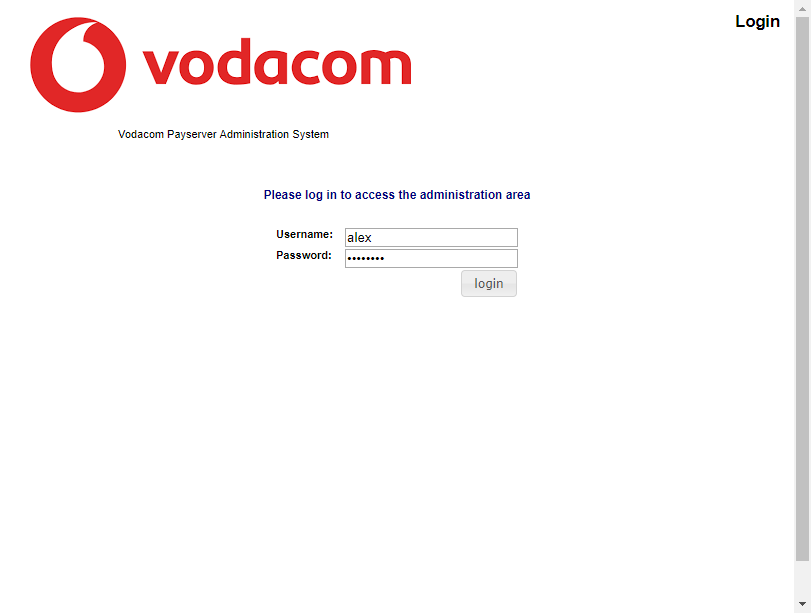 Login
vodacom
Vodacom Payserver Administration System
Please log in to access the administration area
Username: alex
Password: ••••••••
login